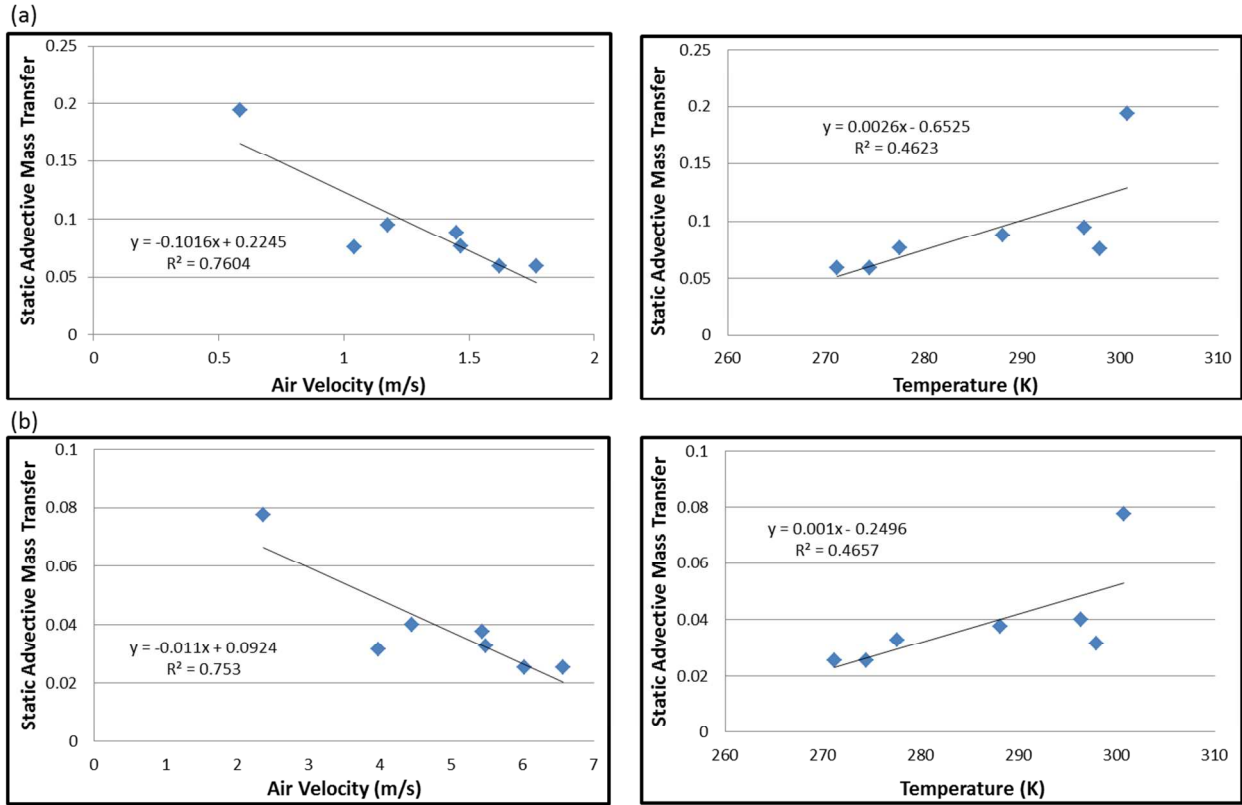 (a)
Static Advective Mass Transfer
0.25
0.2
0.15
0.1
0.05
0
y = -0.1016x + 0.2245
R² = 0.7604
0 0.5 1 1.5 2
Air Velocity (m/s)
Static Advective Mass Transfer
0.25
0.2
0.15
0.1
0.05
0
y = 0.0026x - 0.6525
R² = 0.4623
260 270 280 290 300 310
Temperature (K)
(b)
Static Advective Mass Transfer
0.1
0.08
0.06
0.04
0.02
0
y = -0.011x + 0.0924
R² = 0.753
0 1 2 3 4 5 6 7
Air Velocity (m/s)
Static Advective Mass Transfer
0.1
0.08
0.06
0.04
0.02
0
y = 0.001x - 0.2496
R² = 0.4657
260 270 280 290 300 310
Temperature (K)